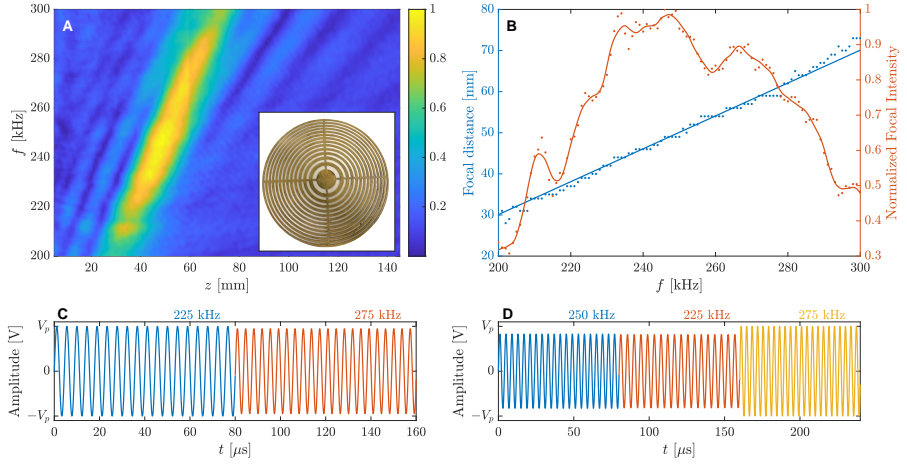 A
300
280
260
240
220
200
f [kHz]
20 40 60 80 100 120 140
z [mm]
1
0.8
0.6
0.4
0.2
B
80
70
60
50
40
30
20
Focal distance [mm]
200 220 240 260 280 300
f [kHz]
1
0.9
0.8
0.7
0.6
0.5
0.4
0.3
Normalized Focal Intensity
C
225 kHz 275 kHz
Vp
0
−Vp
Amplitude [V]
0 20 40 60 80 100 120 140 160
t [μs]
D
250 kHz 225 kHz 275 kHz
Vp
0
−Vp
Amplitude [V]
0 50 100 150 200
t [μs]